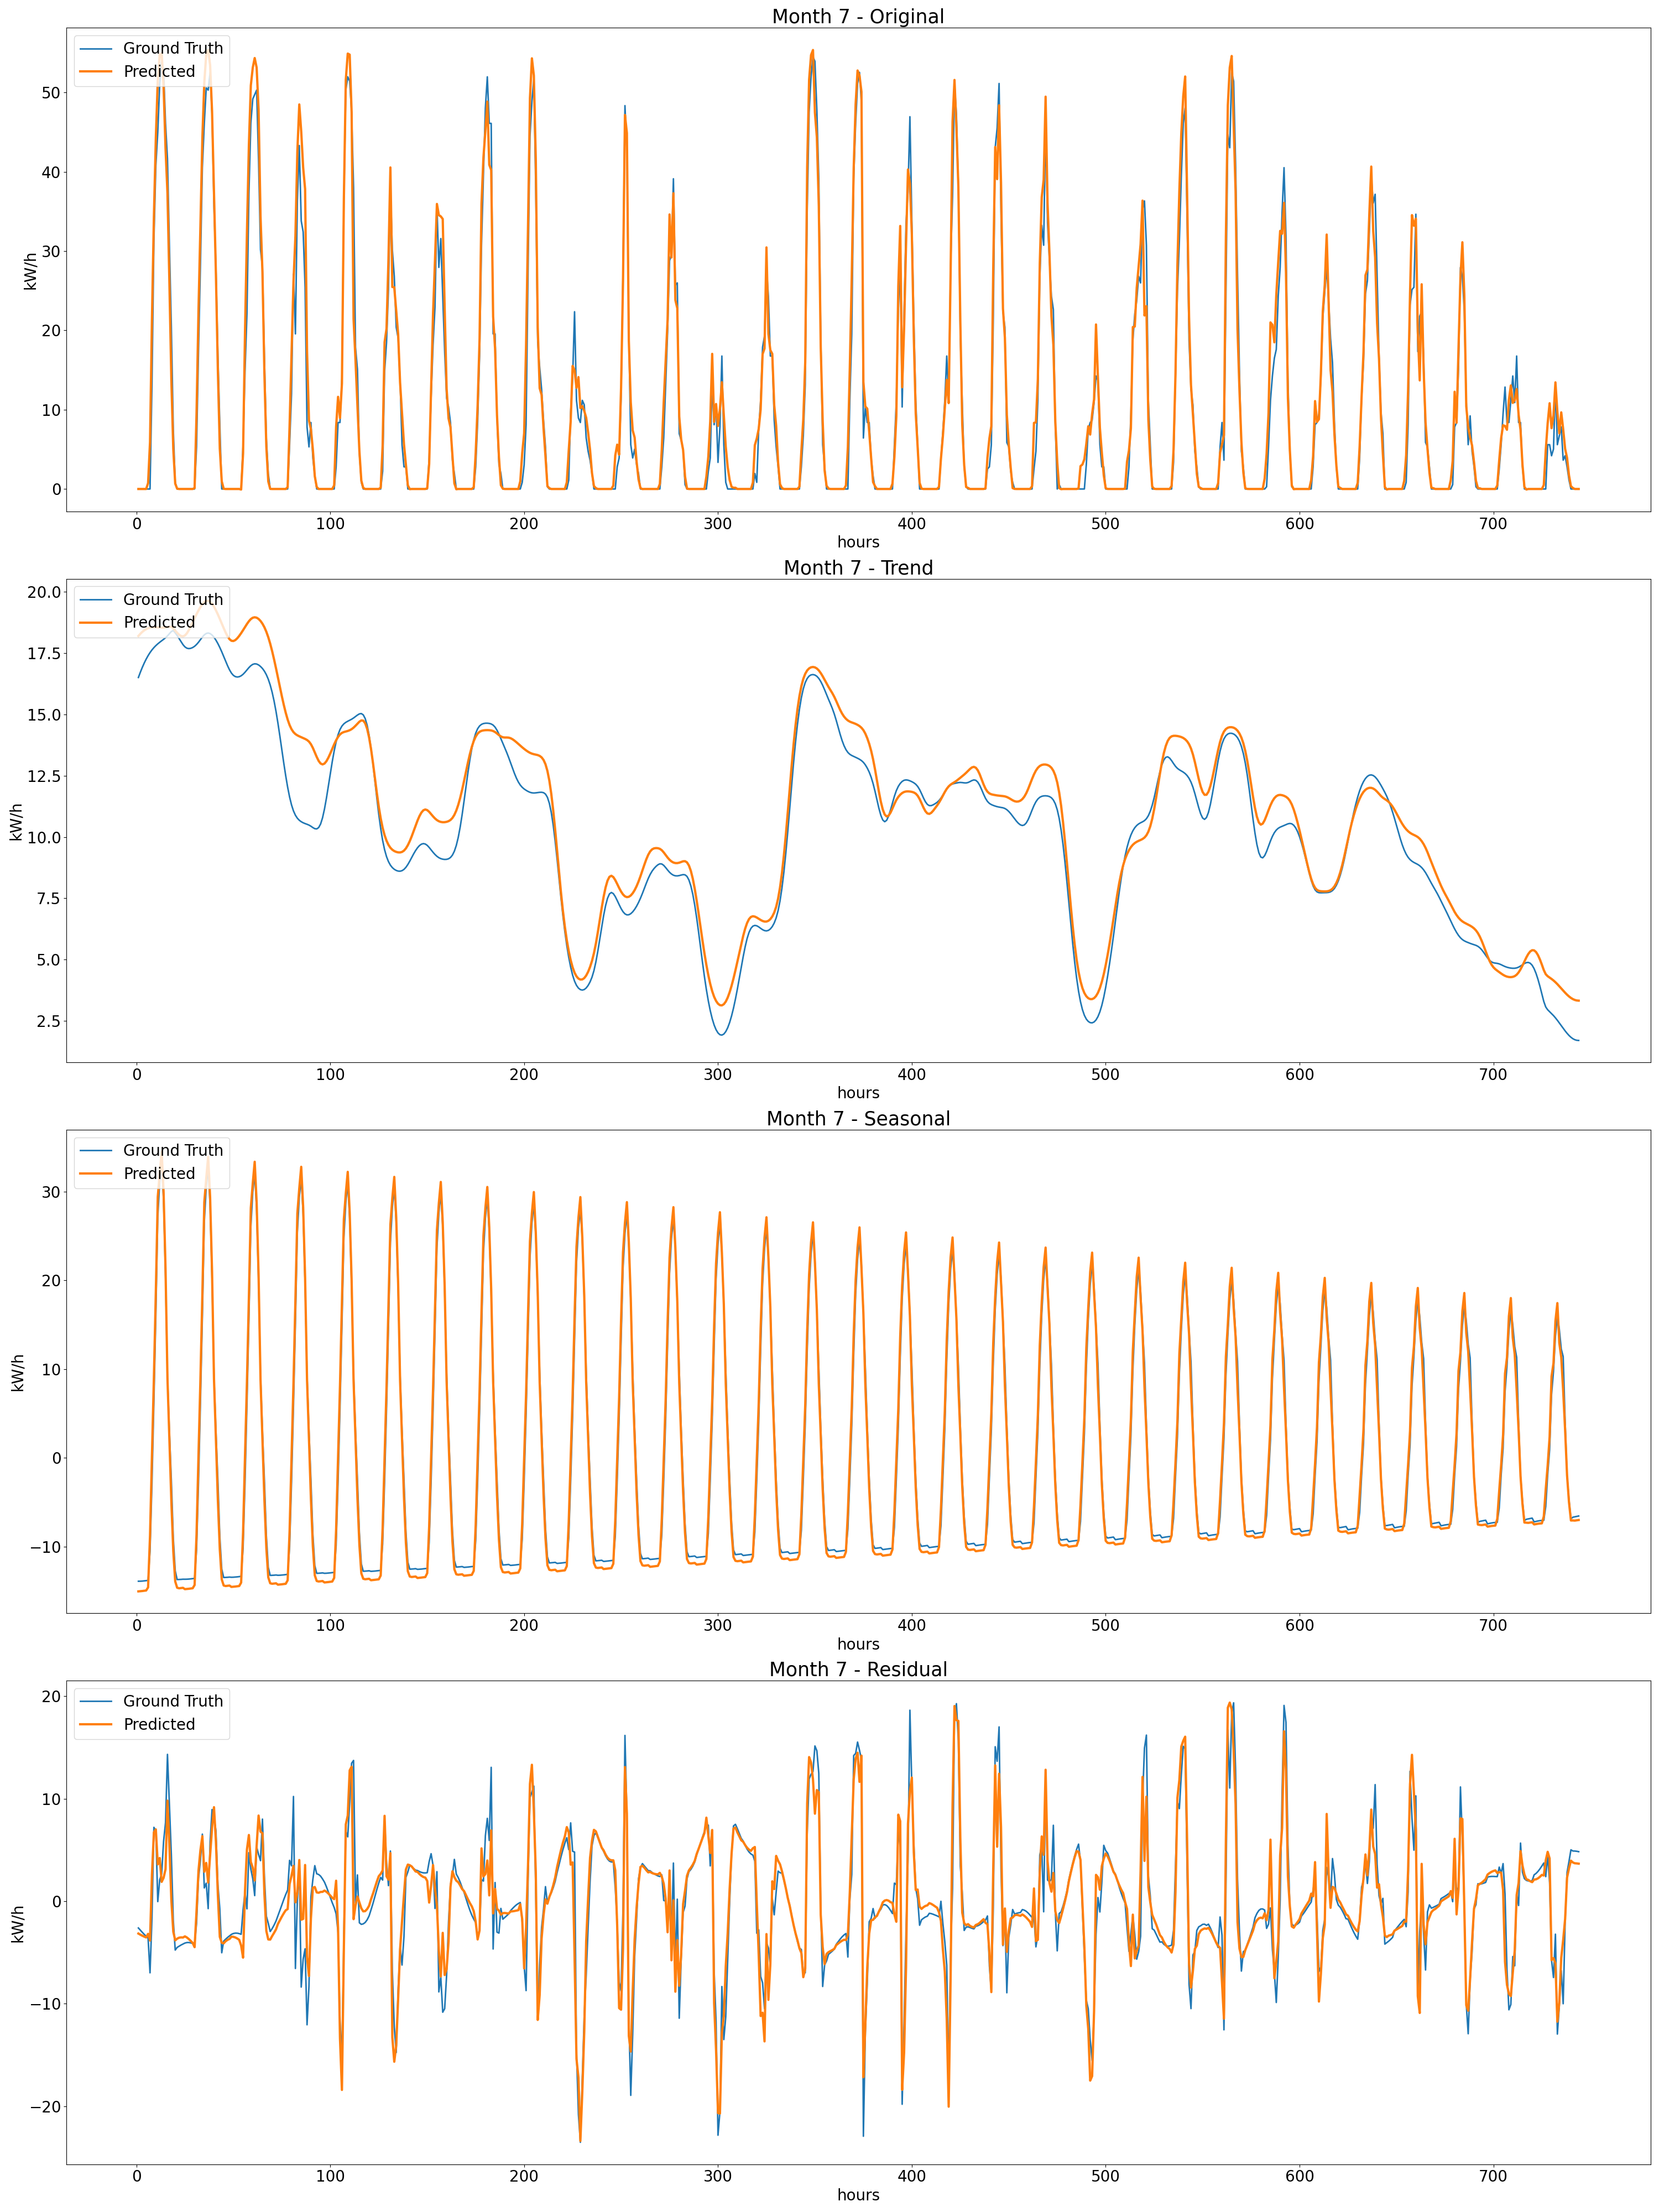 Month 7 - Original
Ground Truth
Predicted
50
40
30
20
10
0
kW/h
0 100 200 300 400 500 600 700
hours
Month 7 - Trend
Ground Truth
Predicted
20.0
17.5
15.0
12.5
10.0
7.5
5.0
2.5
kW/h
0 100 200 300 400 500 600 700
hours
Month 7 - Seasonal
Ground Truth
Predicted
30
20
10
0
−10
kW/h
0 100 200 300 400 500 600 700
hours
Month 7 - Residual
Ground Truth
Predicted
20
10
0
−10
−20
kW/h
0 100 200 300 400 500 600 700
hours